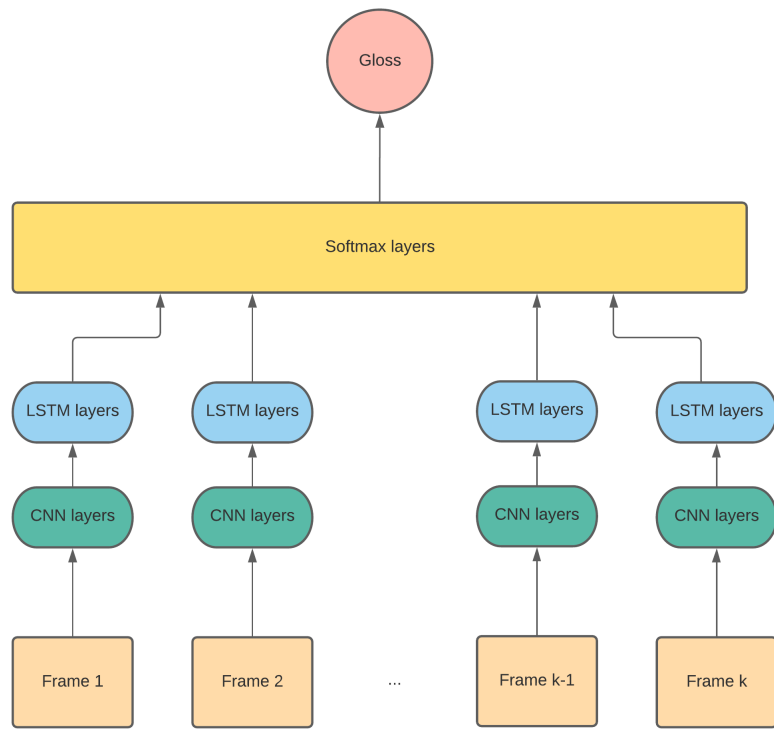 Gloss
Softmax layers
LSTM layers
LSTM layers
LSTM layers
LSTM layers
CNN layers
CNN layers
CNN layers
CNN layers
Frame 1
Frame 2
...
Frame k-1
Frame k